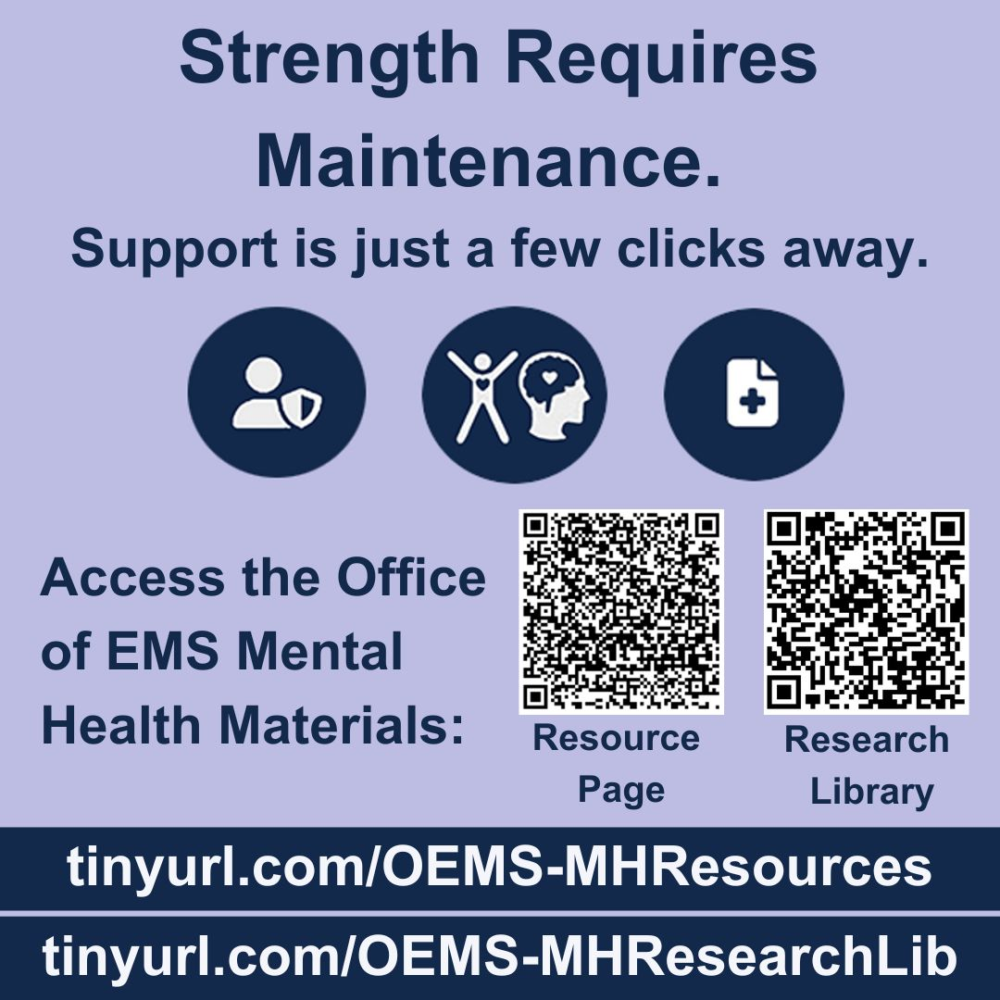 Strength Requires
Maintenance.
Support is just a few clicks away.
Access the Office
of EMS Mental
Health Materials:
Resource
Page
Research
Library
tinyurl.com/OEMS-MHResources
tinyurl.com/OEMS-MHResearchLib